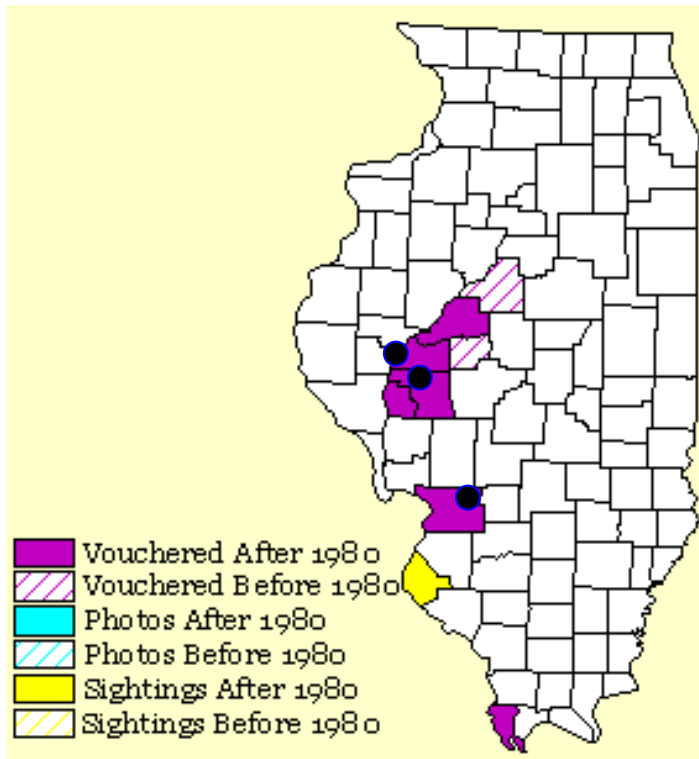 Vouchered After 1980
Vouchered Before 1980
Photos After 1980
Photos Before 1980
Sightings After 1980
Sightings Before 1980